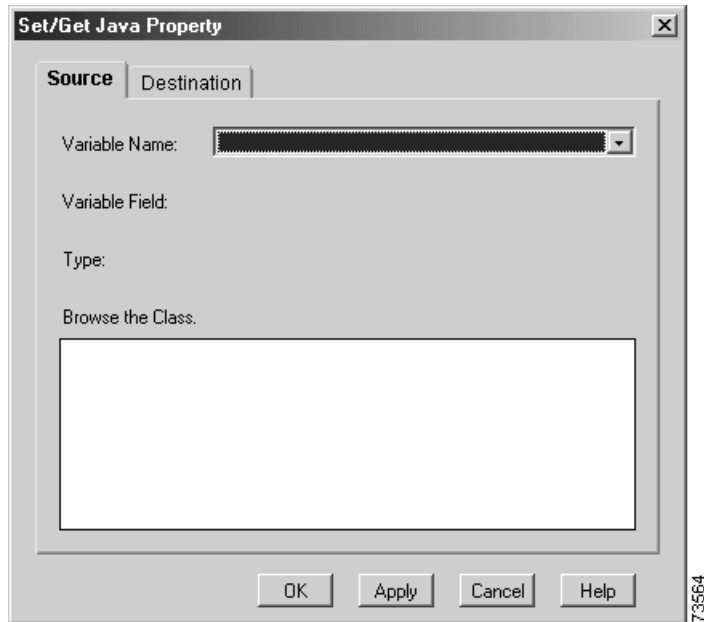 Set/Get Java Property
Source Destination
Variable Name:
Variable Field:
Type:
Browse the Class.
OK Apply Cancel Help
73564